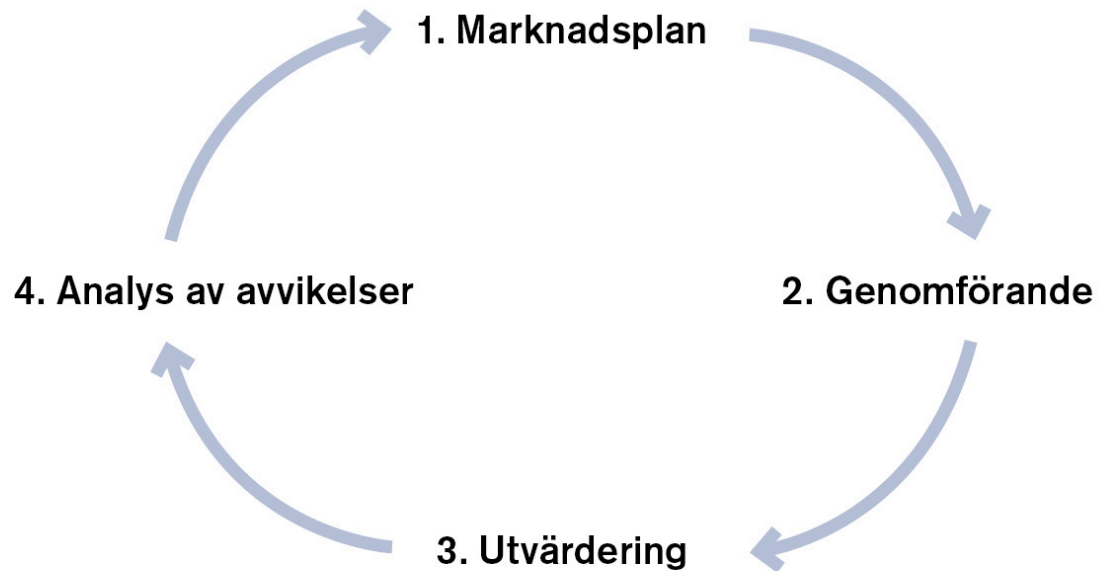 1. Marknadsplan
2. Genomförande
3. Utvärdering
4. Analys av avvikelser